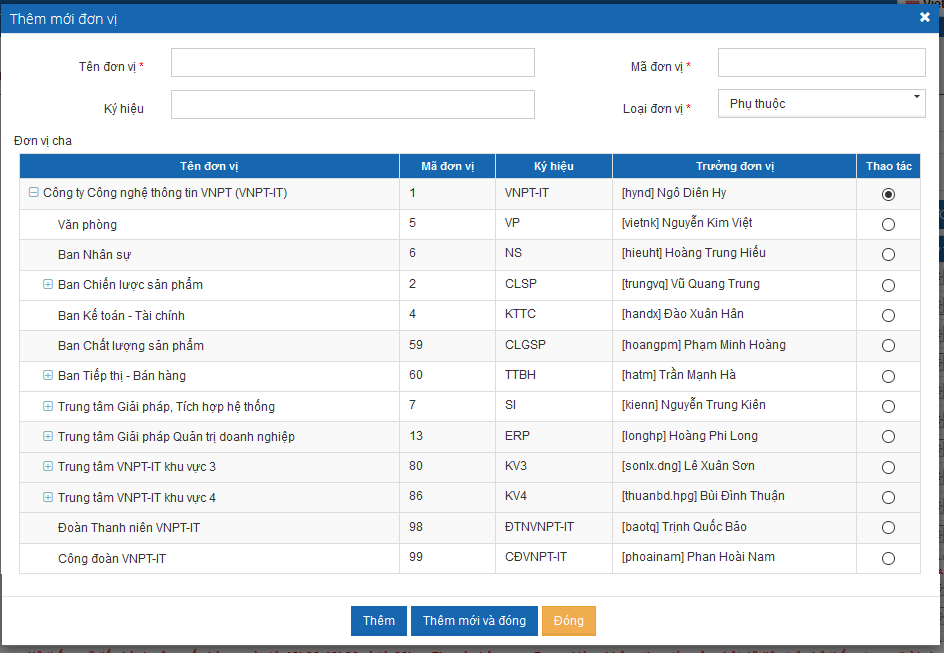 Thêm mới đơn vị
Tên đơn vị * Mã đơn vị *
Ký hiệu Loại đơn vị * Phụ thuộc
Đơn vị cha
Tên đơn vị Mã đơn vị Ký hiệu Trưởng đơn vị Thao tác
Công ty Công nghệ thông tin VNPT (VNPT-IT) 1 VNPT-IT [hynd] Ngô Diên Hy
Văn phòng 5 VP [vietnk] Nguyễn Kim Việt
Ban Nhân sự 6 NS [hieuht] Hoàng Trung Hiếu
Ban Chiến lược sản phẩm 2 CLSP [trungvq] Vũ Quang Trung
Ban Kế toán - Tài chính 4 KTTC [handx] Đào Xuân Hân
Ban Chất lượng sản phẩm 59 CLGSP [hoangpm] Phạm Minh Hoàng
Ban Tiếp thị - Bán hàng 60 TTBH [hatm] Trần Mạnh Hà
Trung tâm Giải pháp, Tích hợp hệ thống 7 SI [kienn] Nguyễn Trung Kiên
Trung tâm Giải pháp Quản trị doanh nghiệp 13 ERP [longhp] Hoàng Phi Long
Trung tâm VNPT-IT khu vực 3 80 KV3 [sonlx.dng] Lê Xuân Sơn
Trung tâm VNPT-IT khu vực 4 86 KV4 [thuanbd.hpg] Bùi Đình Thuận
Đoàn Thanh niên VNPT-IT 98 ĐTNVNPT-IT [baotq] Trịnh Quốc Bảo
Công đoàn VNPT-IT 99 CĐVNPT-IT [phoainam] Phan Hoài Nam
Thêm Thêm mới và đóng Đóng